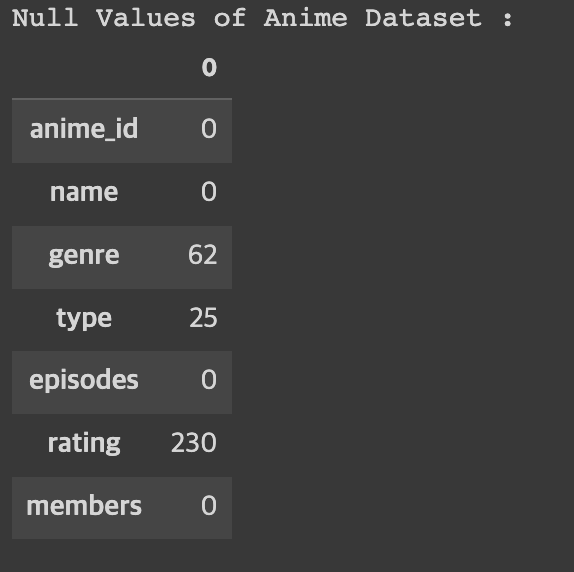 Null Values of Anime Dataset :
0
anime_id 0
name 0
genre 62
type 25
episodes 0
rating 230
members 0